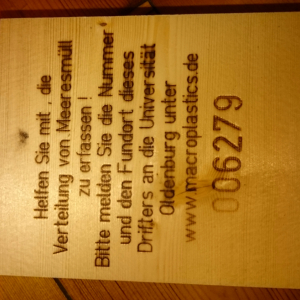 Helfen Sie mit, die
Verteilung von Meeresmüll
zu erfassen!
Bitte melden Sie die Nummer
und den Fundort dieses
Drifters an die Universität
Oldenburg unter
www.macroplastics.de
006279